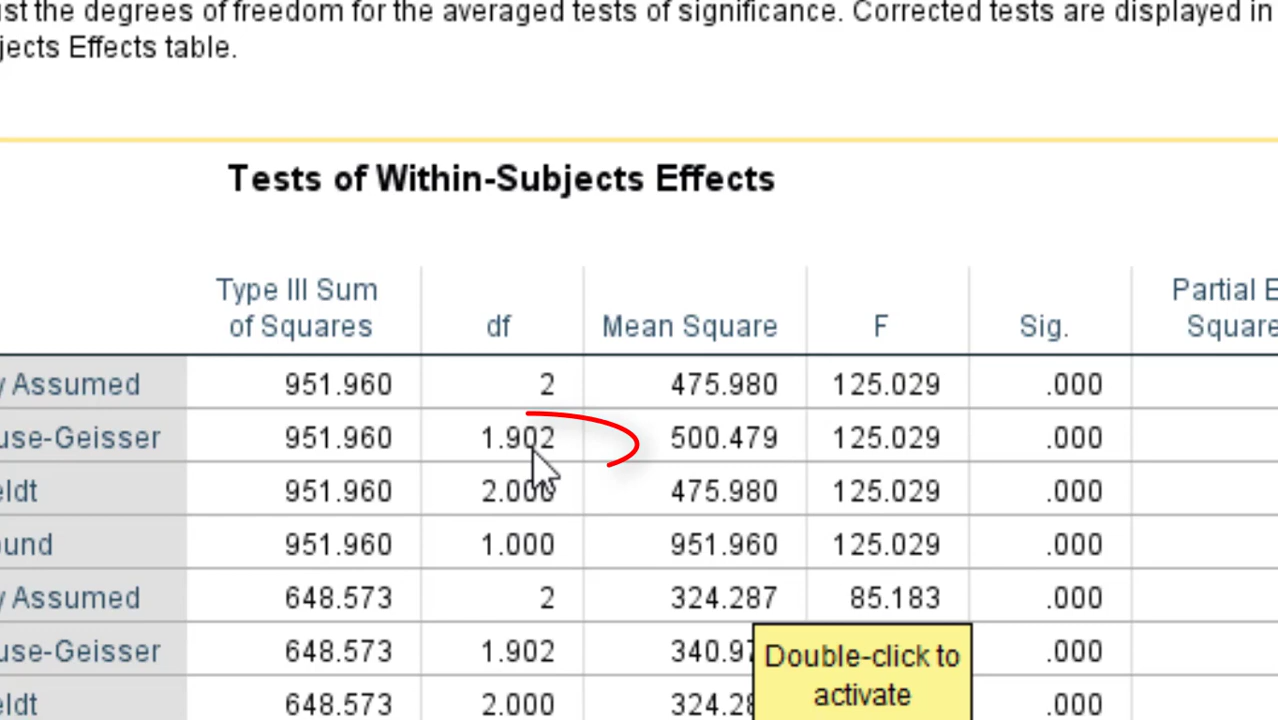 ust the degrees of freedom for the averaged tests of significance. Corrected tests are displayed in
jects Effects table.
Tests of Within-Subjects Effects
Type III Sum of Squares df Mean Square F Sig. Partial E Square
y Assumed 951.960 2 475.980 125.029 .000
use-Geisser 951.960 1.902 500.479 125.029 .000
eldt 951.960 2.000 475.980 125.029 .000
ound 951.960 1.000 951.960 125.029 .000
y Assumed 648.573 2 324.287 85.183 .000
use-Geisser 648.573 1.902 340.97 .000
eldt 648.573 2.000 324.28 .000
Double-click to
activate